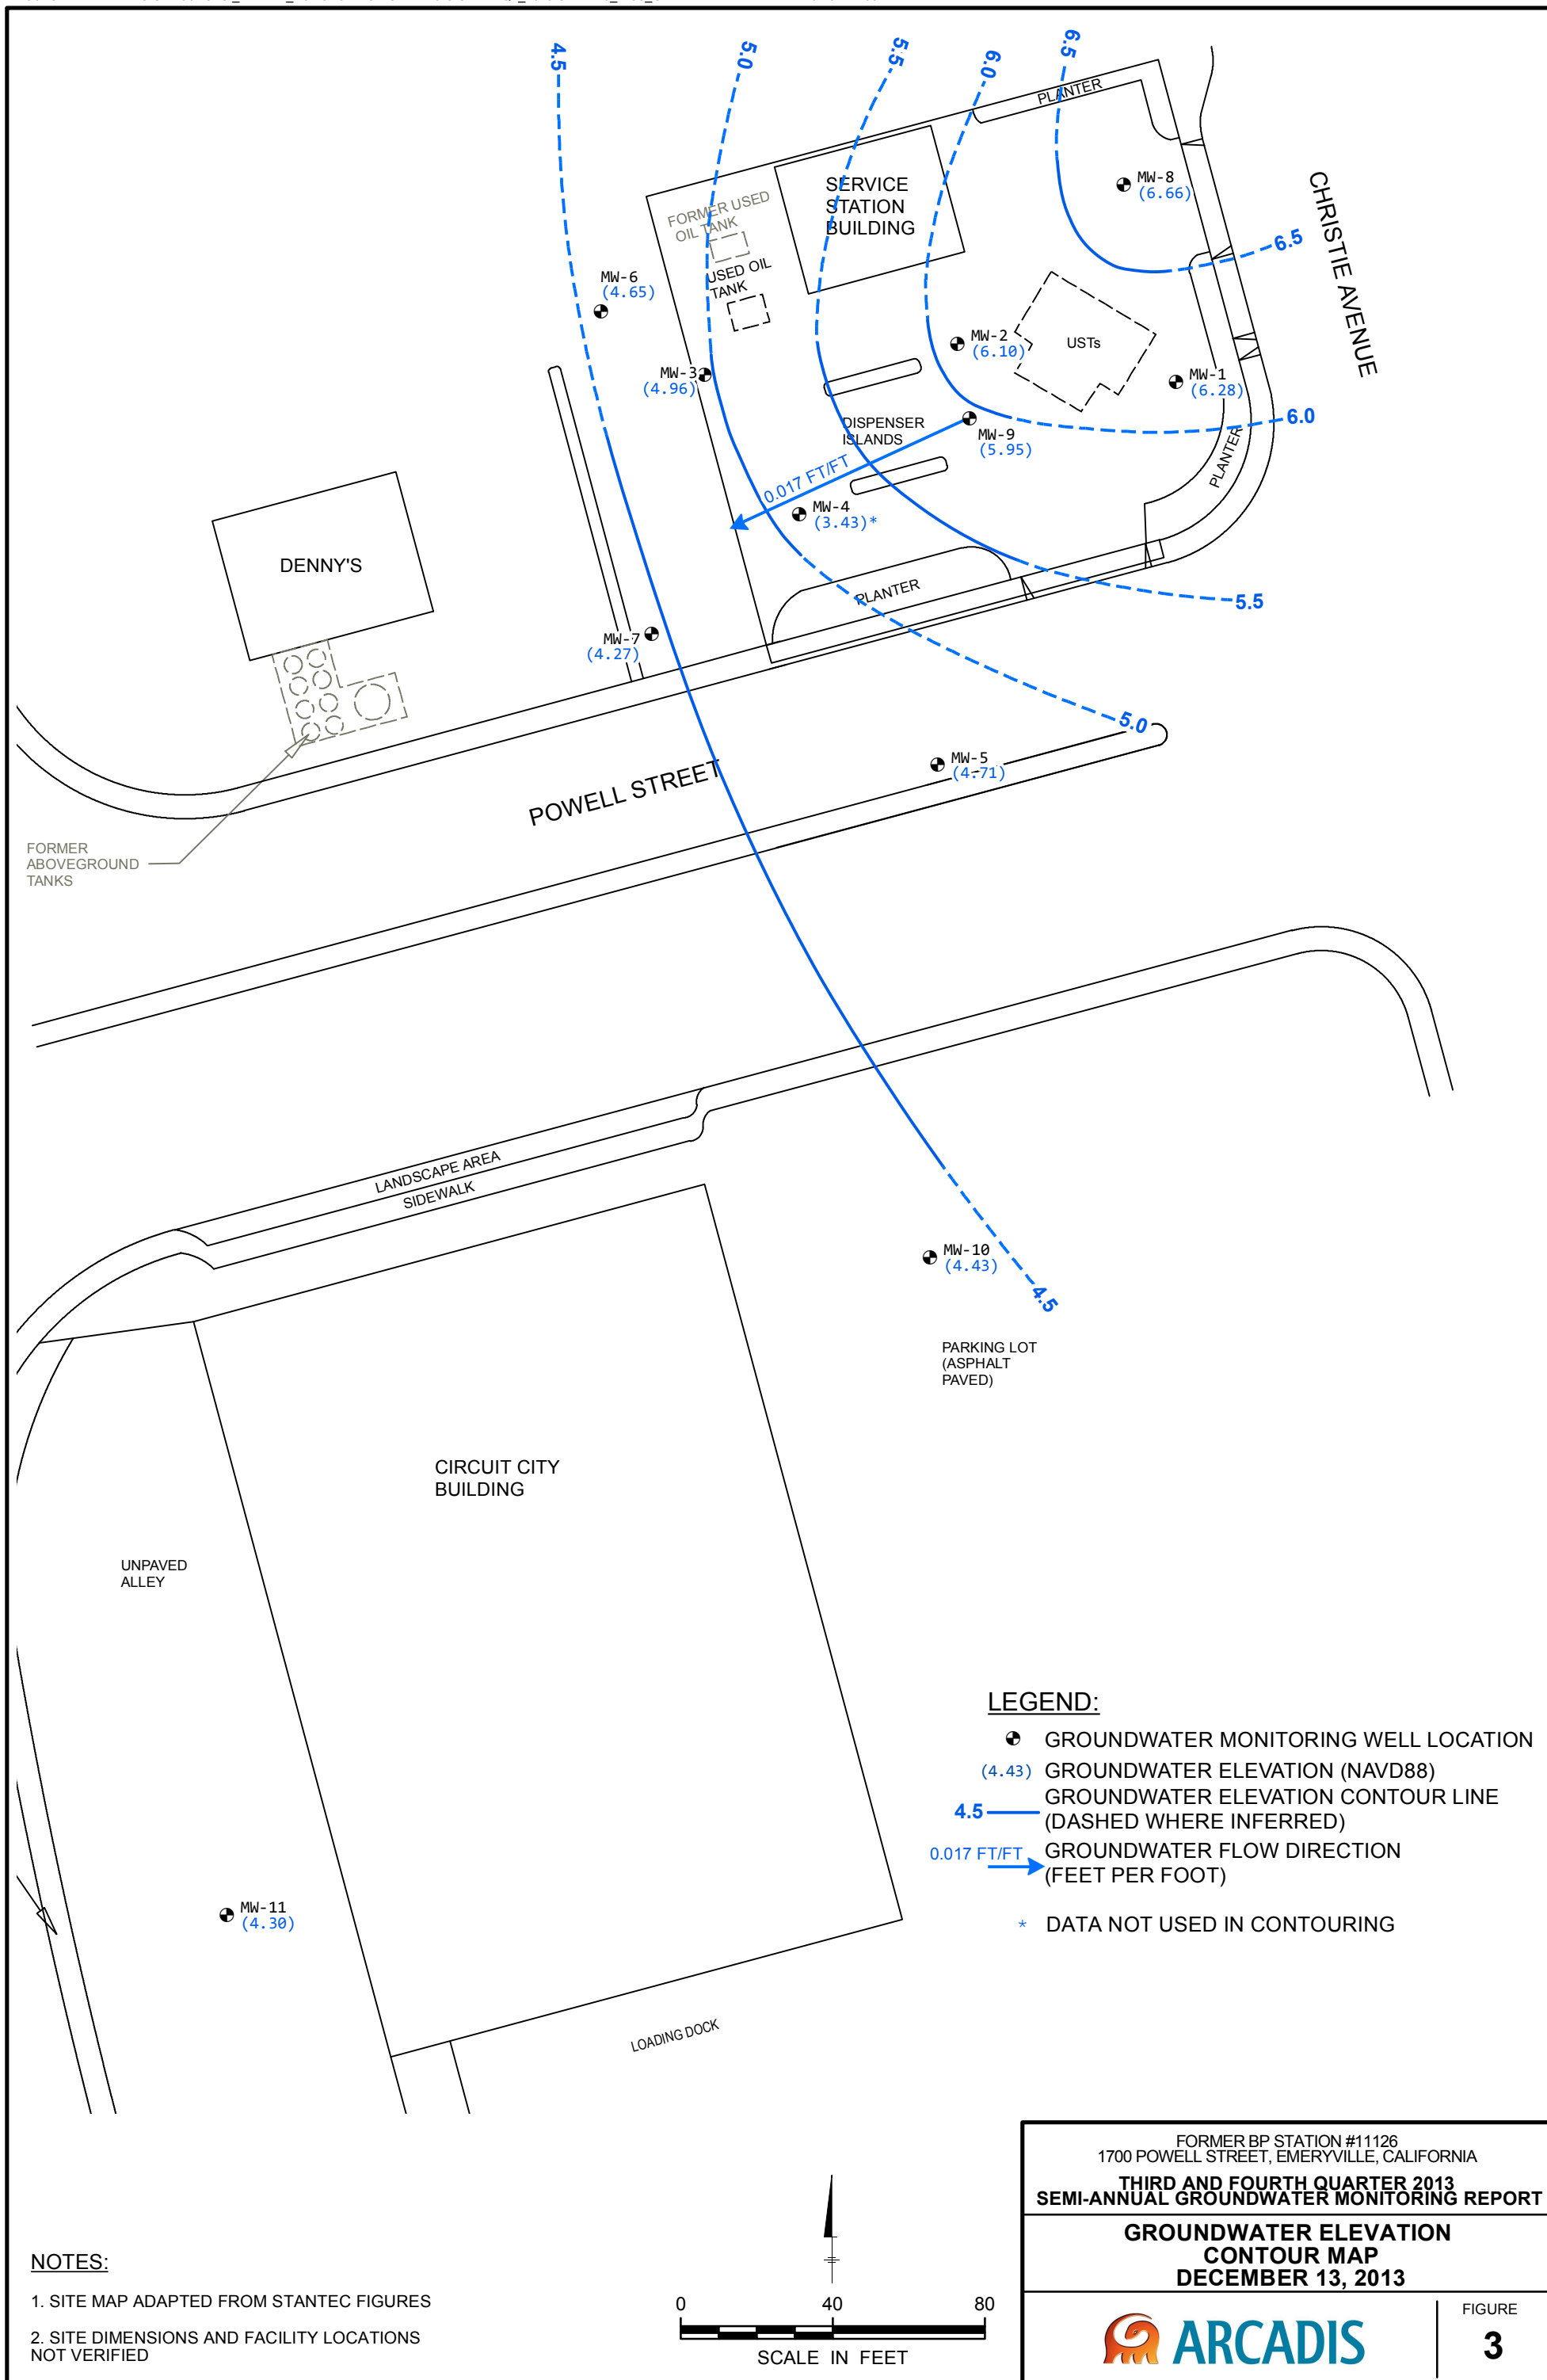 4.5
5.0
5.5
6.0
6.5
PLANTER
CHRISTIE AVENUE
SERVICE
STATION
BUILDING
MW-8
(6.66)
FORMER USED
OIL TANK
USED OIL
TANK
6.5
MW-6
(4.65)
MW-2
(6.10)
USTs
MW-3
(4.96)
MW-1
(6.28)
6.0
DISPENSER
ISLANDS
MW-9
(5.95)
PLANTER
0.017 FT/FT
MW-4
(3.43)*
DENNY'S
PLANTER
5.5
MW-7
(4.27)
5.0
MW-5
(4.71)
POWELL STREET
FORMER
ABOVEGROUND
TANKS
LANDSCAPE AREA
SIDEWALK
MW-10
(4.43)
4.5
PARKING LOT
(ASPHALT
PAVED)
CIRCUIT CITY
BUILDING
UNPAVED
ALLEY
MW-11
(4.30)
LOADING DOCK
LEGEND:
GROUNDWATER MONITORING WELL LOCATION
(4.43) GROUNDWATER ELEVATION (NAVD88)
4.5 GROUNDWATER ELEVATION CONTOUR LINE
(DASHED WHERE INFERRED)
0.017 FT/FT GROUNDWATER FLOW DIRECTION
(FEET PER FOOT)
* DATA NOT USED IN CONTOURING
NOTES:
1. SITE MAP ADAPTED FROM STANTEC FIGURES
2. SITE DIMENSIONS AND FACILITY LOCATIONS
NOT VERIFIED
0 40 80
SCALE IN FEET
FORMER BP STATION #11126
1700 POWELL STREET, EMERYVILLE, CALIFORNIA
THIRD AND FOURTH QUARTER 2013
SEMI-ANNUAL GROUNDWATER MONITORING REPORT
GROUNDWATER ELEVATION
CONTOUR MAP
DECEMBER 13, 2013
ARCADIS
FIGURE
3